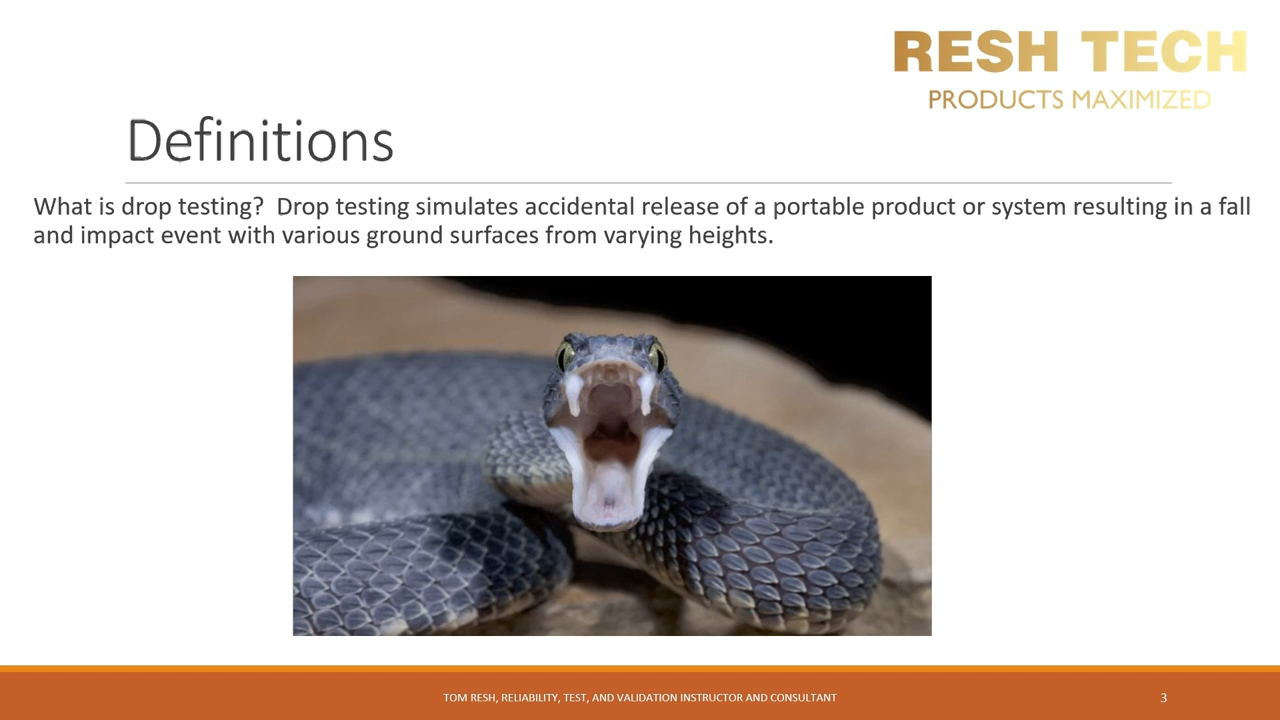 RESH TECH
PRODUCTS MAXIMIZED
Definitions
What is drop testing?  Drop testing simulates accidental release of a portable product or system resulting in a fall
and impact event with various ground surfaces from varying heights.
TOM RESH, RELIABILITY, TEST, AND VALIDATION INSTRUCTOR AND CONSULTANT
3